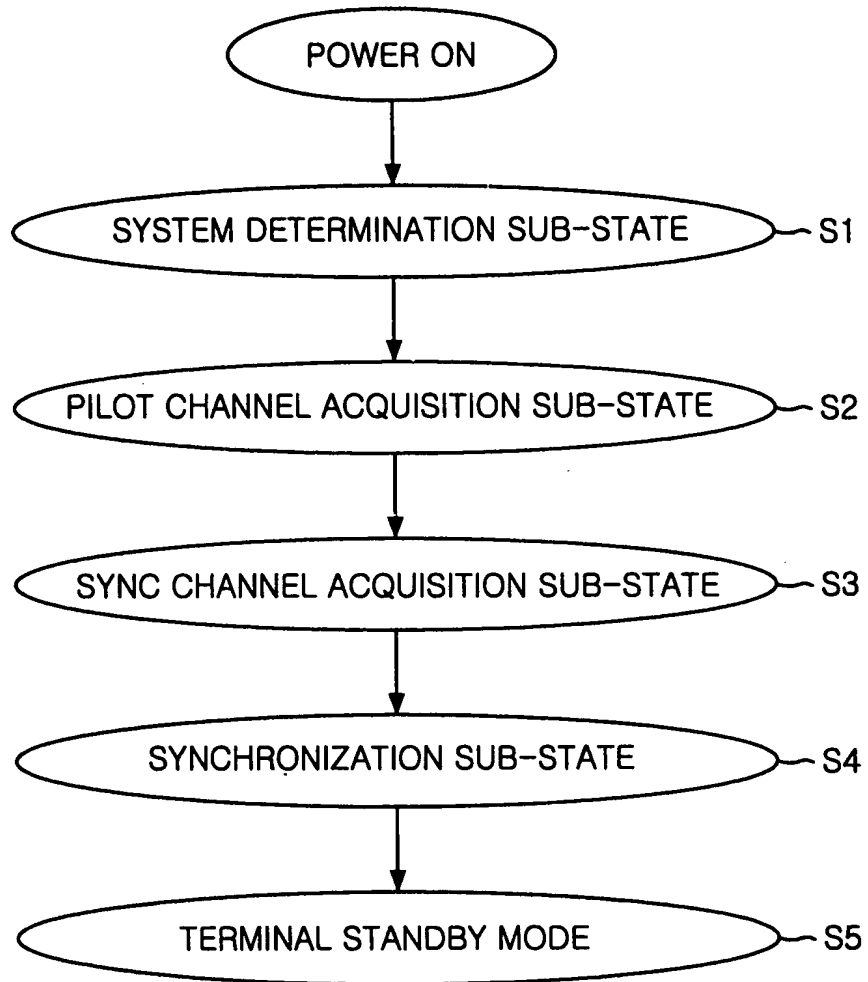 POWER ON
SYSTEM DETERMINATION SUB-STATE
S1
PILOT CHANNEL ACQUISITION SUB-STATE
S2
SYNC CHANNEL ACQUISITION SUB-STATE
S3
SYNCHRONIZATION SUB-STATE
S4
TERMINAL STANDBY MODE
S5